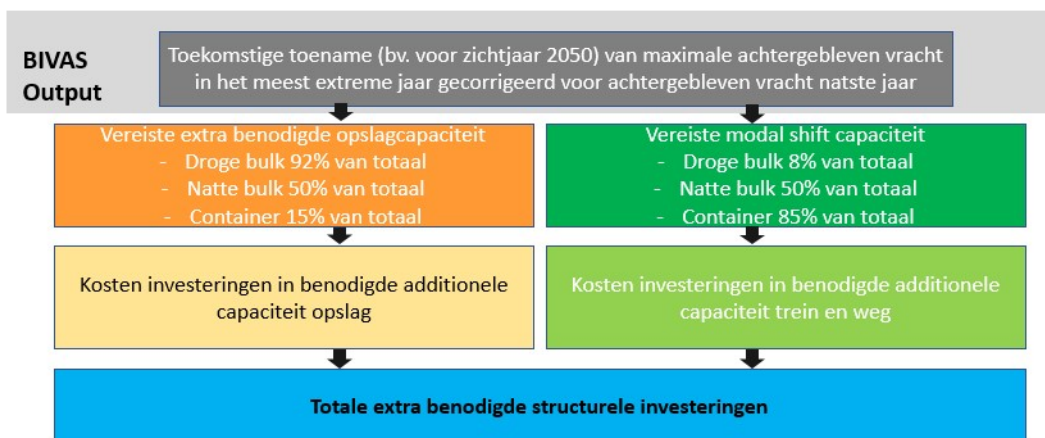 BIVAS
Output
Toekomstige toename (bv. voor zichtjaar 2050) van maximale achtergebleven vracht
in het meest extreme jaar gecorrigeerd voor achtergebleven vracht natste jaar
Vereiste extra benodigde opslagcapaciteit
- Droge bulk 92% van totaal
- Natte bulk 50% van totaal
- Container 15% van totaal
Vereiste modal shift capaciteit
- Droge bulk 8% van totaal
- Natte bulk 50% van totaal
- Container 85% van totaal
Kosten investeringen in benodigde additionele
capaciteit opslag
Kosten investeringen in benodigde additionele
capaciteit trein en weg
Totale extra benodigde structurele investeringen